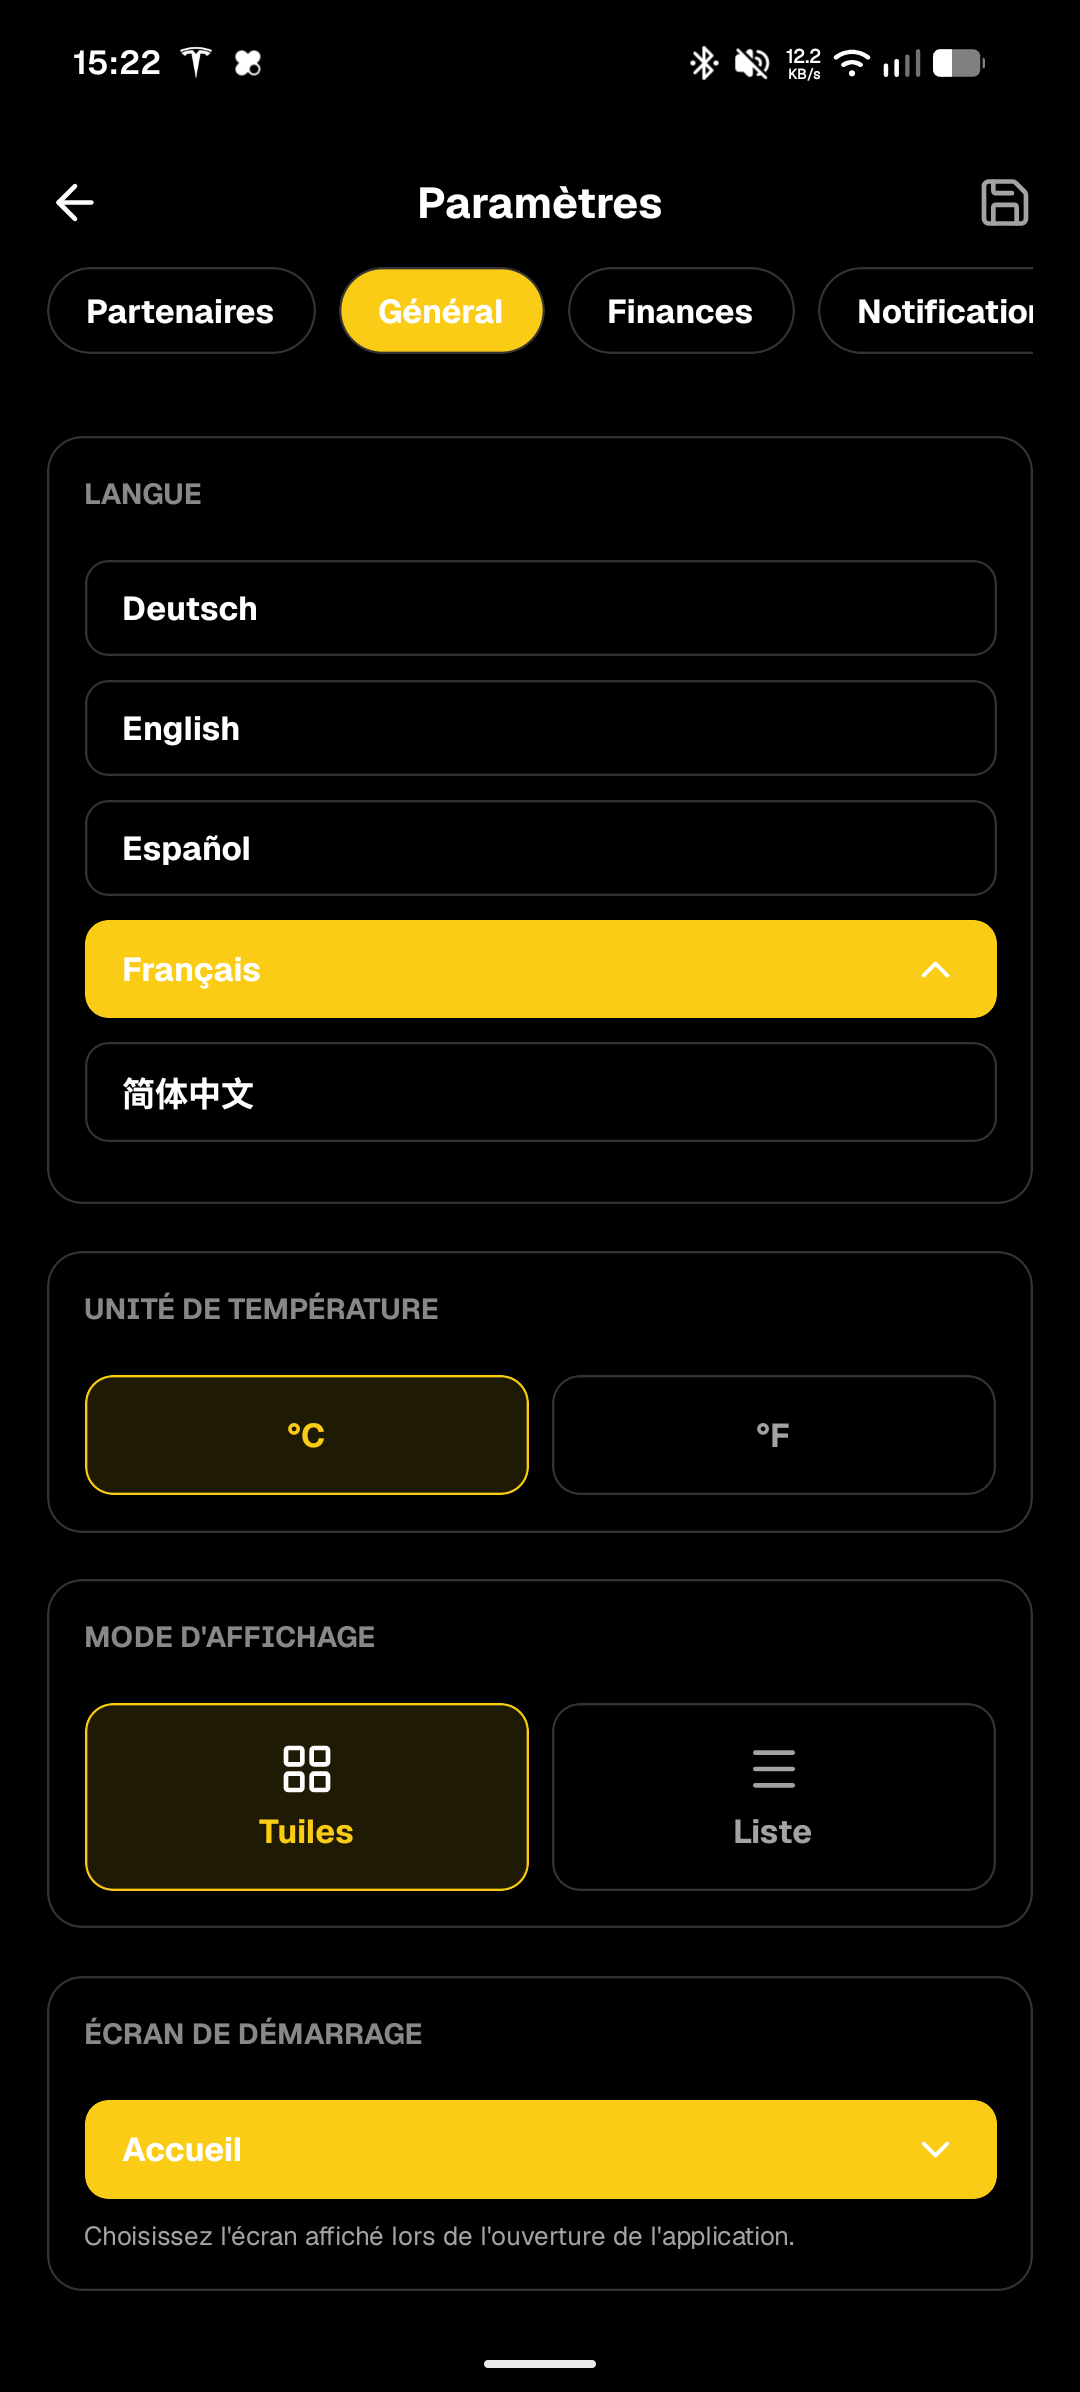 15:22
12.2
KB/s
Paramètres
Partenaires
Général
Finances
Notification
LANGUE
Deutsch
English
Español
Français
简体中文
UNITÉ DE TEMPÉRATURE
°C
°F
MODE D'AFFICHAGE
Tuiles
Liste
ÉCRAN DE DÉMARRAGE
Accueil
Choisissez l'écran affiché lors de l'ouverture de l'application.